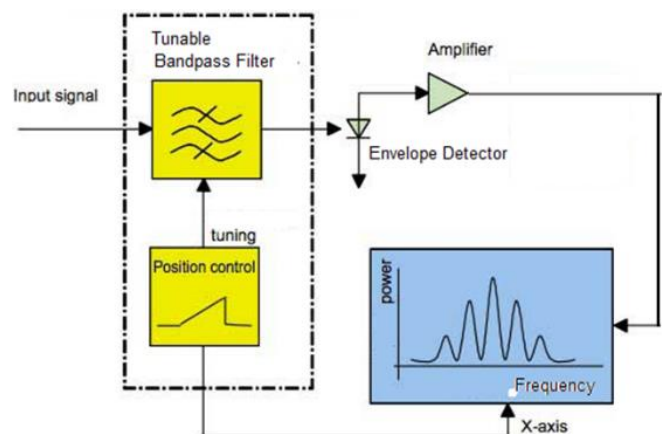 Tunable
Bandpass Filter
Amplifier
Input signal
Envelope Detector
tuning
Position control
power
Frequency
X-axis